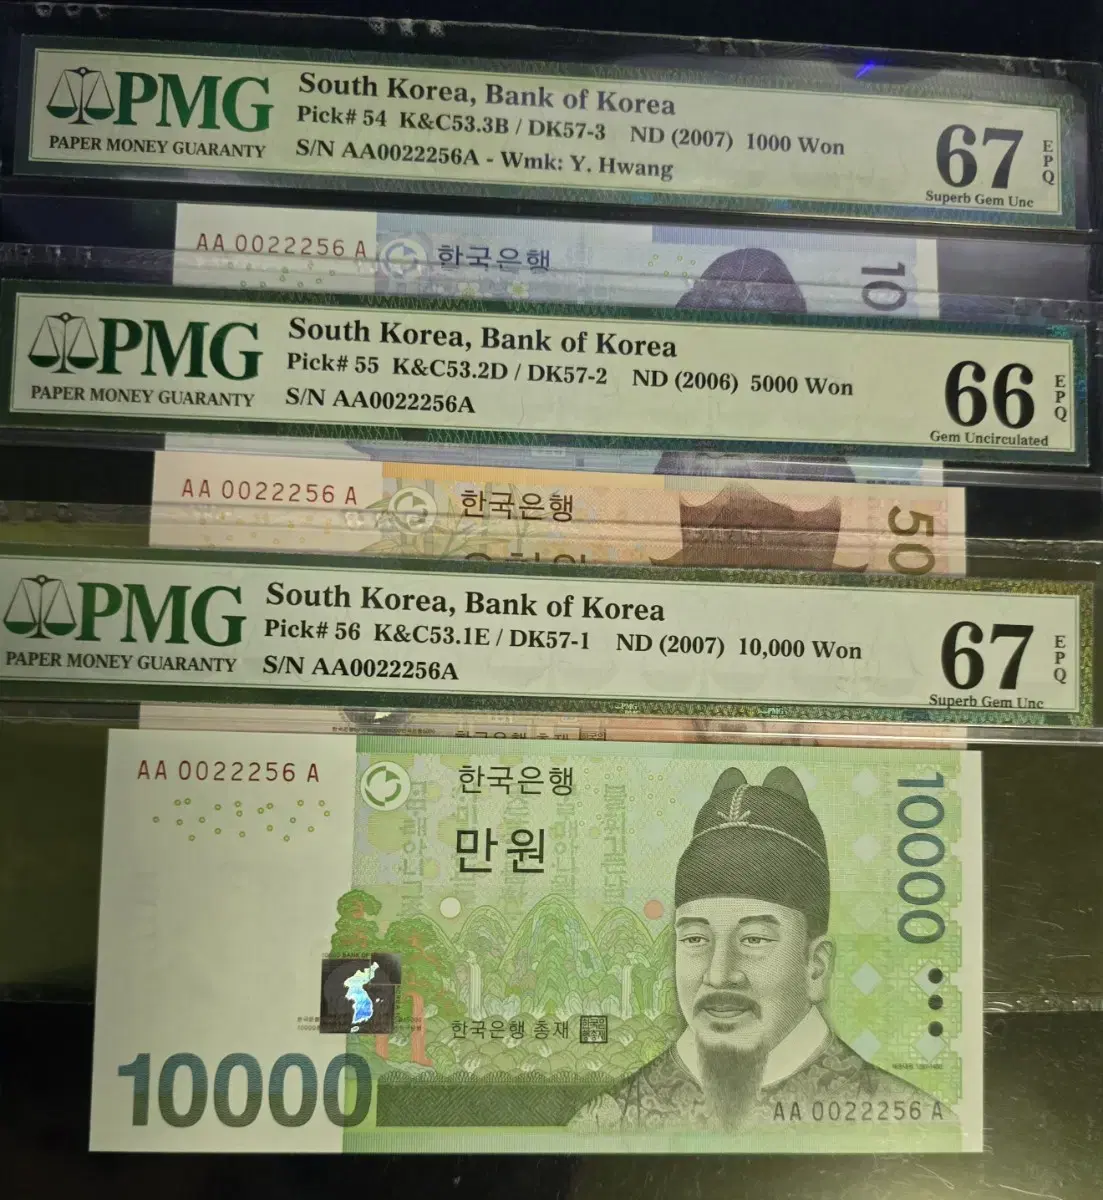 PMG
PAPER MONEY GUARANTY
South Korea, Bank of Korea
Pick# 54 K&C53.3B / DK57-3 ND (2007) 1000 Won
S/N AA0022256A - Wmk: Y. Hwang
67
EPQ
Superb Gem Unc
AA 0022256 A
한국은행
10
PMG
PAPER MONEY GUARANTY
South Korea, Bank of Korea
Pick# 55 K&C53.2D / DK57-2 ND (2006) 5000 Won
S/N AA0022256A
66
EPQ
Gem Uncirculated
AA 0022256 A
한국은행
50
PMG
PAPER MONEY GUARANTY
South Korea, Bank of Korea
Pick# 56 K&C53.1E / DK57-1 ND (2007) 10,000 Won
S/N AA0022256A
67
EPQ
Superb Gem Unc
AA 0022256 A
한국은행
만원
10000
한국은행 총재
10000
AA 0022256 A